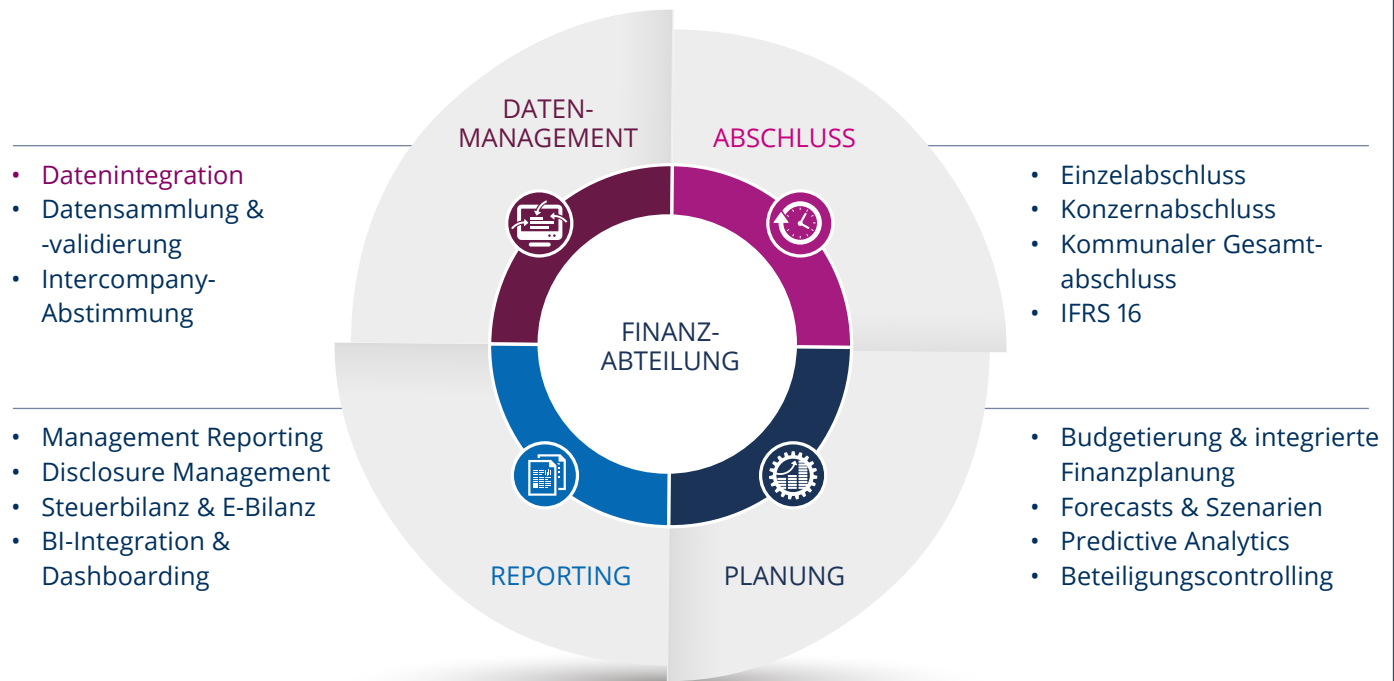 DATEN-
MANAGEMENT
ABSCHLUSS
• Datenintegration
• Datensammlung &
-validierung
• Intercompany-
Abstimmung
• Einzelabschluss
• Konzernabschluss
• Kommunaler Gesamt-
abschluss
• IFRS 16
FINANZ-
ABTEILUNG
• Management Reporting
• Disclosure Management
• Steuerbilanz & E-Bilanz
• BI-Integration &
Dashboarding
• Budgetierung & integrierte
Finanzplanung
• Forecasts & Szenarien
• Predictive Analytics
• Beteiligungscontrolling
REPORTING
PLANUNG